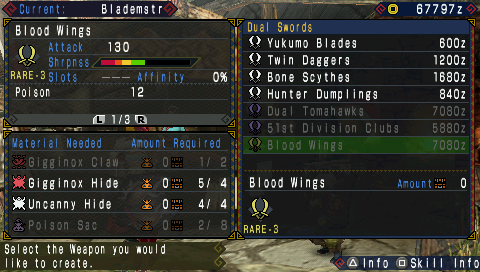 Current: Blademstr
67797z
Blood Wings
Attack 130
Shrpnss
RARE-3 Slots --- Affinity 0%
Poison 12
L 1/3 R
Material Needed Amount Required
Gigginox Claw 0 1/ 2
Gigginox Hide 0 5/ 4
Uncanny Hide 0 4/ 4
Poison Sac 0 2/ 8
Select the Weapon you would
like to create.
Dual Swords
Yukumo Blades 600z
Twin Daggers 1200z
Bone Scythes 1680z
Hunter Dumplings 840z
Dual Tomahawks 7080z
51st Division Clubs 5880z
Blood Wings 7080z
Blood Wings Amount 0
RARE-3
Info Skill Info